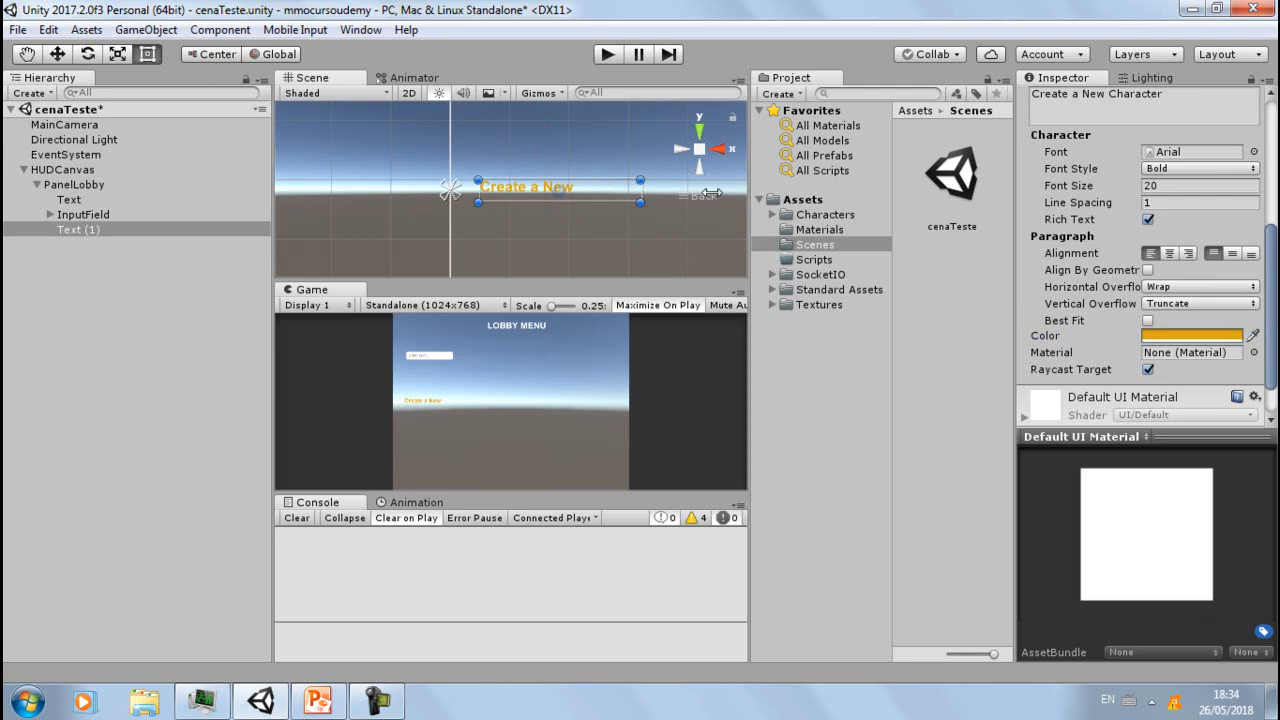 Unity 2017.2.0f3 Personal (64bit) - cenaTeste.unity - mmocursoudemy - PC, Mac & Linux Standalone* <DX11>
File Edit Assets GameObject Component Mobile Input Window Help
Center Global Collab Account Layers Layout
Hierarchy
Create All
cenaTeste*
MainCamera
Directional Light
EventSystem
HUDCanvas
PanelLobby
Text
InputField
Text (1)
Scene Animator
Shaded 2D Gizmos All
y
x
Back
Create a New
Game
Display 1 Standalone (1024x768) Scale 0.25: Maximize On Play Mute Au
LOBBY MENU
Create a New
Console Animation
Clear Collapse Clear on Play Error Pause Connected Playe 0 4 0
Project
Create
Favorites
All Materials
All Models
All Prefabs
All Scripts
Assets
Characters
Materials
Scenes
Scripts
SocketIO
Standard Assets
Textures
Assets Scenes
cenaTeste
Inspector Lighting
Create a New Character
Character
Font Arial
Font Style Bold
Font Size 20
Line Spacing 1
Rich Text
Paragraph
Alignment
Align By Geometr
Horizontal Overflo Wrap
Vertical Overflow Truncate
Best Fit
Color
Material None (Material)
Raycast Target
Default UI Material
Shader UI/Default
Default UI Material
AssetBundle None None
EN 18:34
26/05/2018